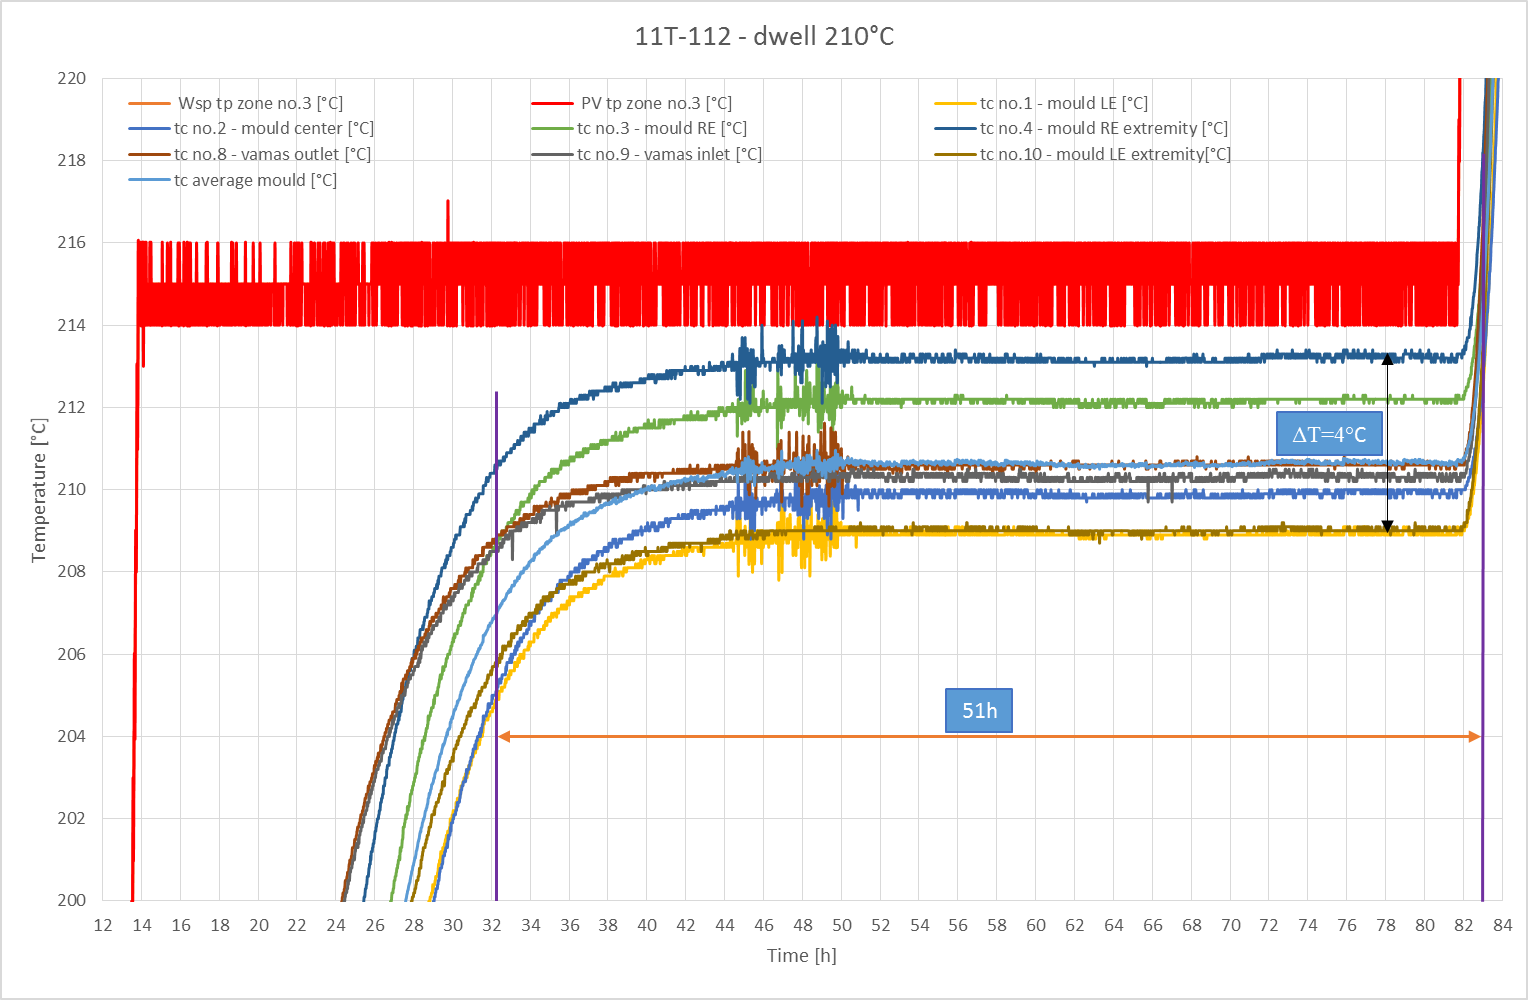 11T-112 - dwell 210°C
Wsp tp zone no.3 [°C]
PV tp zone no.3 [°C]
tc no.1 - mould LE [°C]
tc no.2 - mould center [°C]
tc no.3 - mould RE [°C]
tc no.4 - mould RE extremity [°C]
tc no.8 - vamas outlet [°C]
tc no.9 - vamas inlet [°C]
tc no.10 - mould LE extremity[°C]
tc average mould [°C]
Temperature [°C]
220
218
216
214
212
210
208
206
204
202
200
ΔT=4°C
51h
12 14 16 18 20 22 24 26 28 30 32 34 36 38 40 42 44 46 48 50 52 54 56 58 60 62 64 66 68 70 72 74 76 78 80 82 84
Time [h]